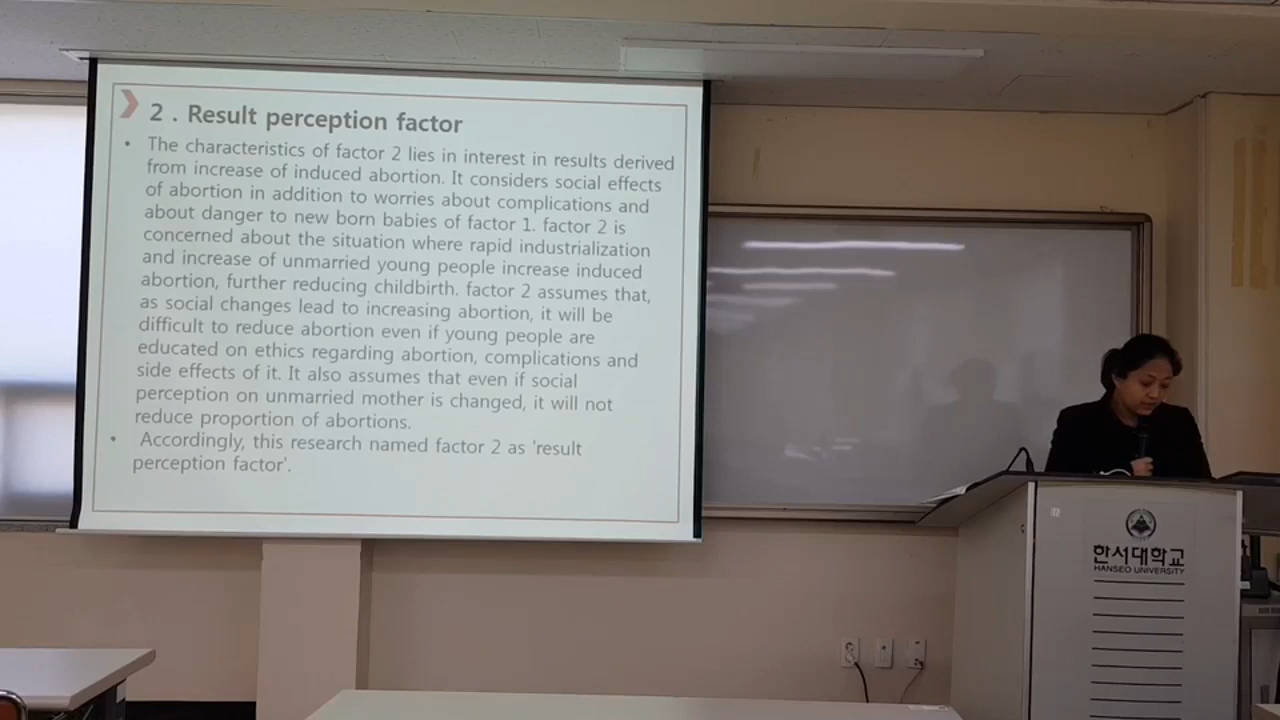 2 . Result perception factor
• The characteristics of factor 2 lies in interest in results derived
from increase of induced abortion. It considers social effects
of abortion in addition to worries about complications and
about danger to new born babies of factor 1. factor 2 is
concerned about the situation where rapid industrialization
and increase of unmarried young people increase induced
abortion, further reducing childbirth. factor 2 assumes that,
as social changes lead to increasing abortion, it will be
difficult to reduce abortion even if young people are
educated on ethics regarding abortion, complications and
side effects of it. It also assumes that even if social
perception on unmarried mother is changed, it will not
reduce proportion of abortions.
• Accordingly, this research named factor 2 as 'result
perception factor'.
한서대학교
HANSEO UNIVERSITY